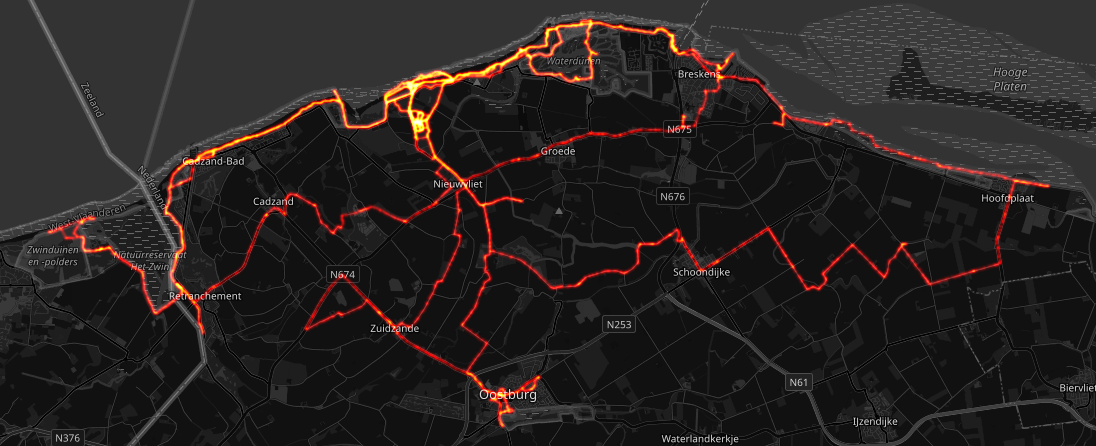 Zeeland
Hooge
Platen
Waterdunen
Breskens
N675
Groede
Cadzand-Bad
Nederland
Nieuwvliet
N676
Hoofdplaat
Cadzand
West-Vlaanderen
Zwinduinen
en -polders
Natuurreservaat
Het Zwin
N674
Schoondijke
Retranchement
Zuidzande
N253
N61
Oostburg
Biervliet
IJzendijke
N376
Waterlandkerkje